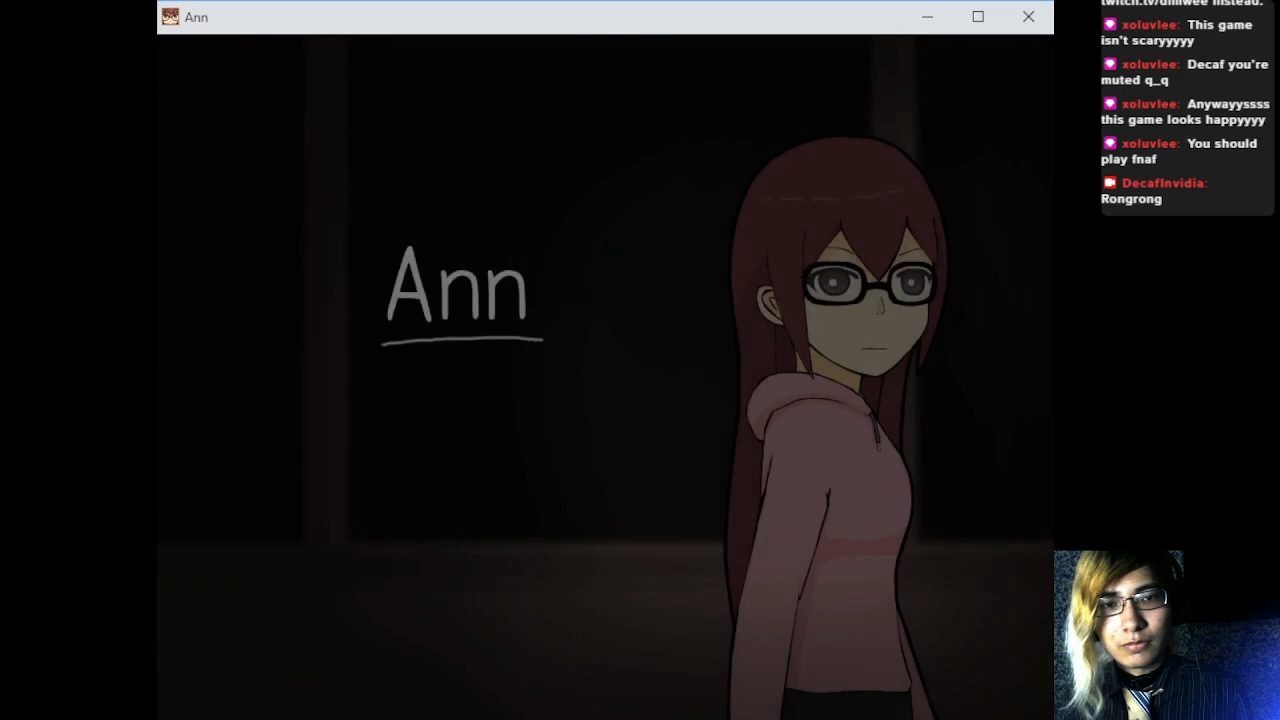 Ann
twitch.tv/dillwee instead.
xoluvlee: This game
isn't scaryyyyy
xoluvlee: Decaf you're
muted q_q
xoluvlee: Anywayyssss
this game looks happyyyy
xoluvlee: You should
play fnaf
DecafInvidia:
Rongrong
Ann